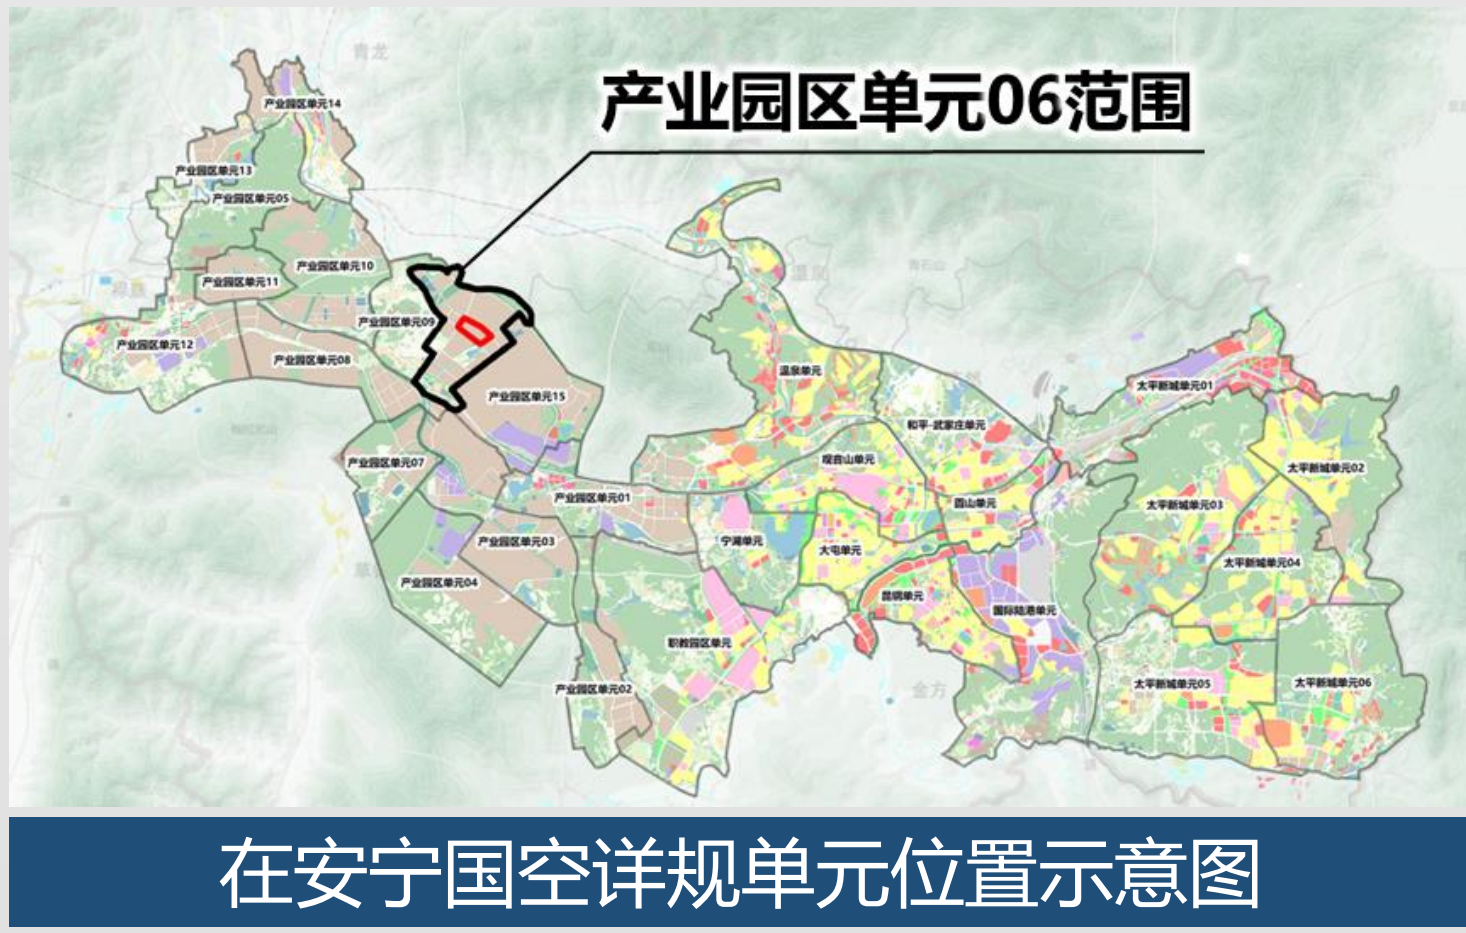 青龙
产业园区单元06范围
产业园区单元14
产业园区单元13
产业园区单元05
产业园区单元10
产业园区单元11
温泉
产业园区单元09
产业园区单元12
产业园区单元08
温泉单元
太平新城单元01
产业园区单元15
和平-武家庄单元
产业园区单元07
观音山单元
太平新城单元02
产业园区单元01
圆山单元
太平新城单元03
产业园区单元03
宁湖单元
大屯单元
太平新城单元04
产业园区单元04
昆钢单元
国际陆港单元
职教园区单元
产业园区单元02
金方
太平新城单元05
太平新城单元06
在安宁国空详规单元位置示意图